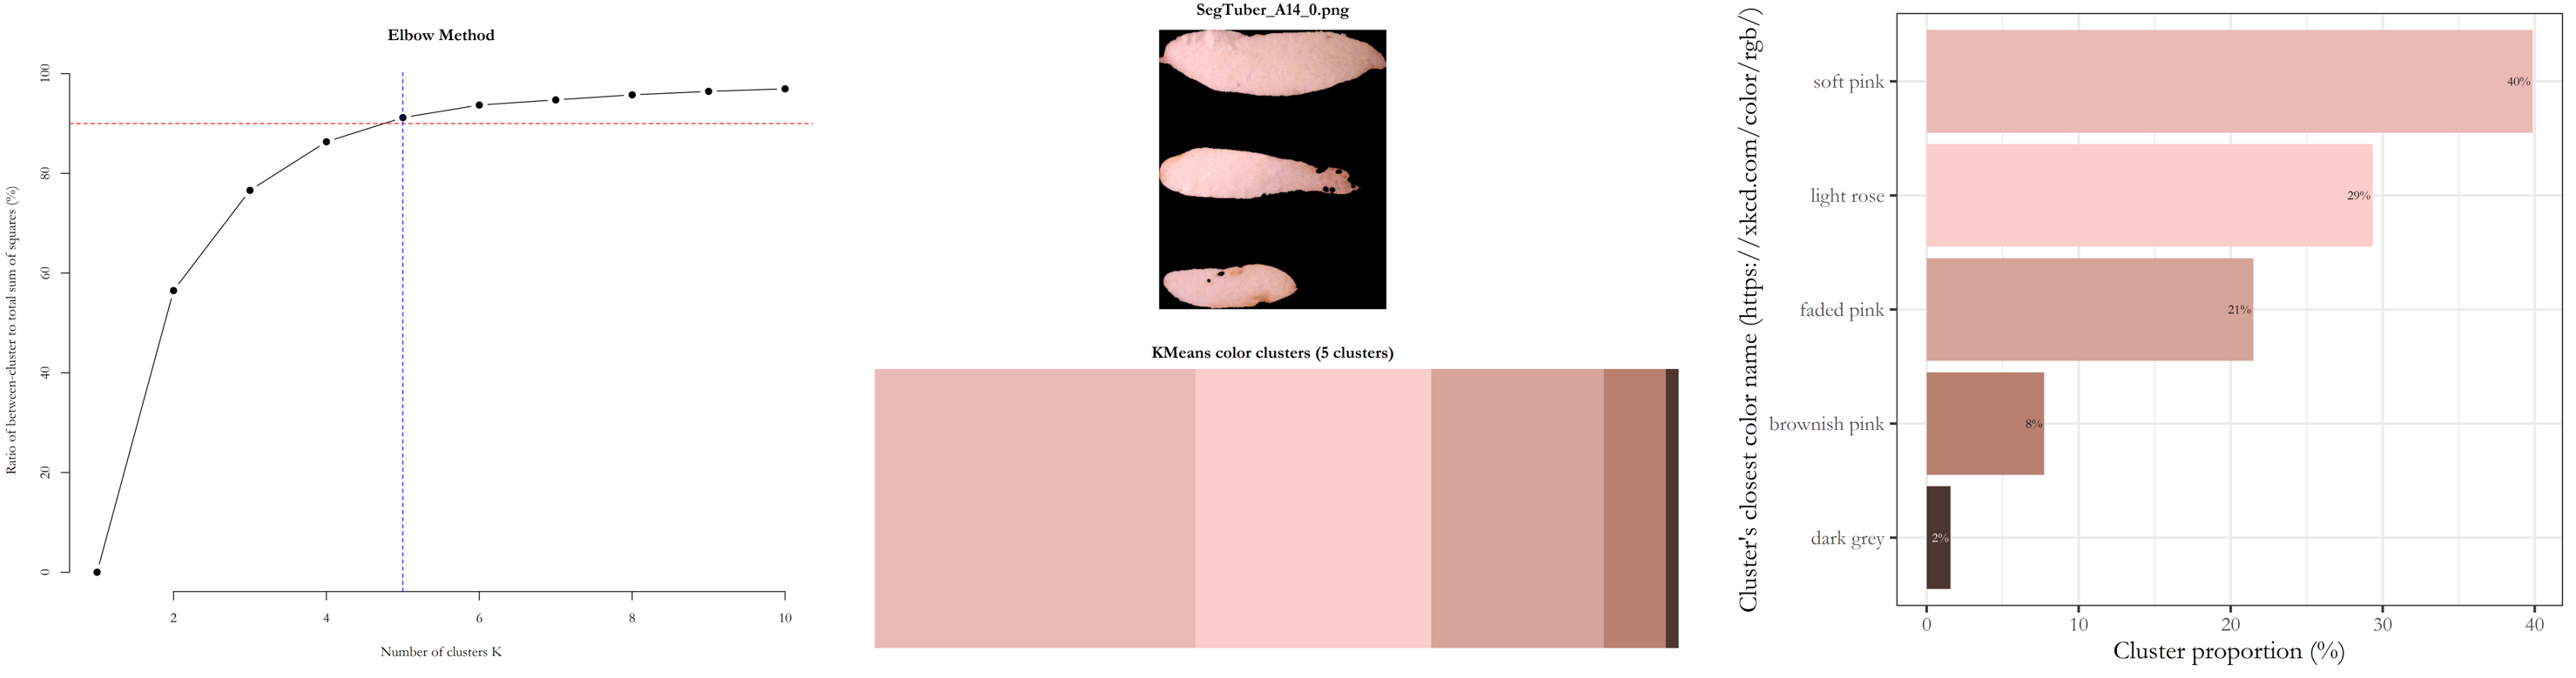 Elbow Method
Ratio of between-cluster to total sum of squares (%)
100
80
60
40
20
0
2
4
6
8
10
Number of clusters K
SegTuber_A14_0.png
KMeans color clusters (5 clusters)
Cluster's closest color name (https://xkcd.com/color/rgb/)
soft pink
40%
light rose
29%
faded pink
21%
brownish pink
8%
dark grey
2%
0
10
20
30
40
Cluster proportion (%)